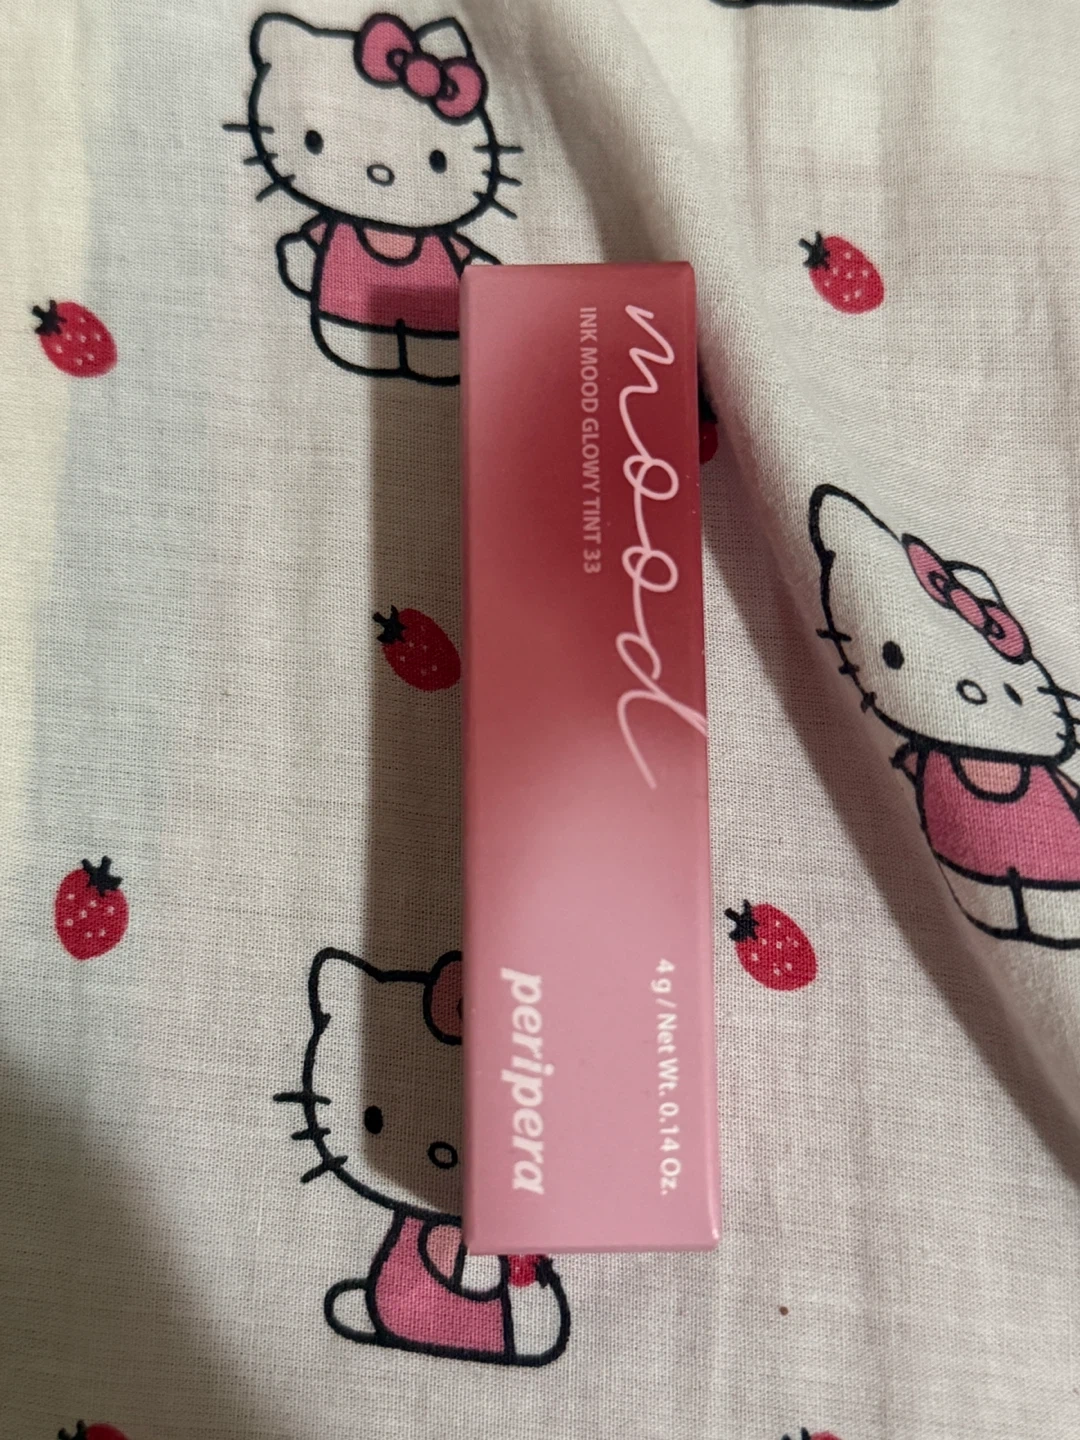 mood
INK MOOD GLOWY TINT 33
4 g / Net Wt. 0.14 Oz.
peripera